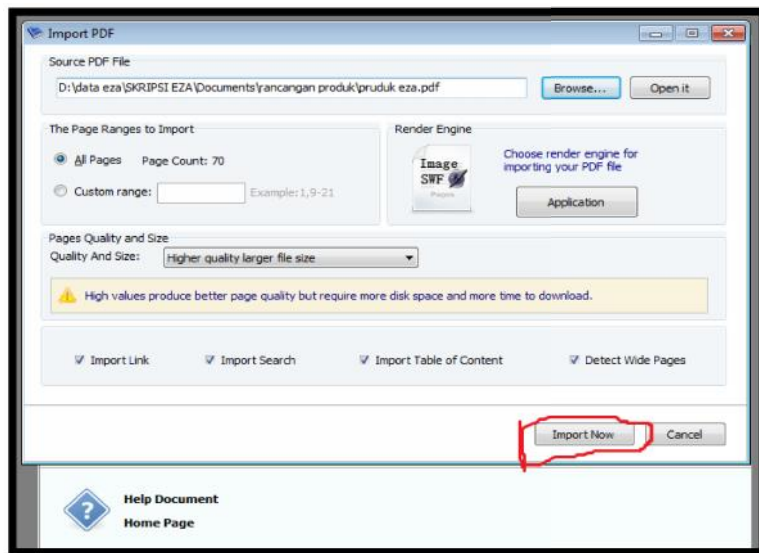 Import PDF
Source PDF File
D:\data eza\SKRIPSI EZA\Documents\rancangan produk\pruduk eza.pdf
Browse...
Open it
The Page Ranges to Import
All Pages
Page Count: 70
Custom range:
Example:1,9-21
Render Engine
Image
SWF
Choose render engine for
importing your PDF file
Application
Pages Quality and Size
Quality And Size:
Higher quality larger file size
High values produce better page quality but require more disk space and more time to download.
Import Link
Import Search
Import Table of Content
Detect Wide Pages
Import Now
Cancel
Help Document
Home Page